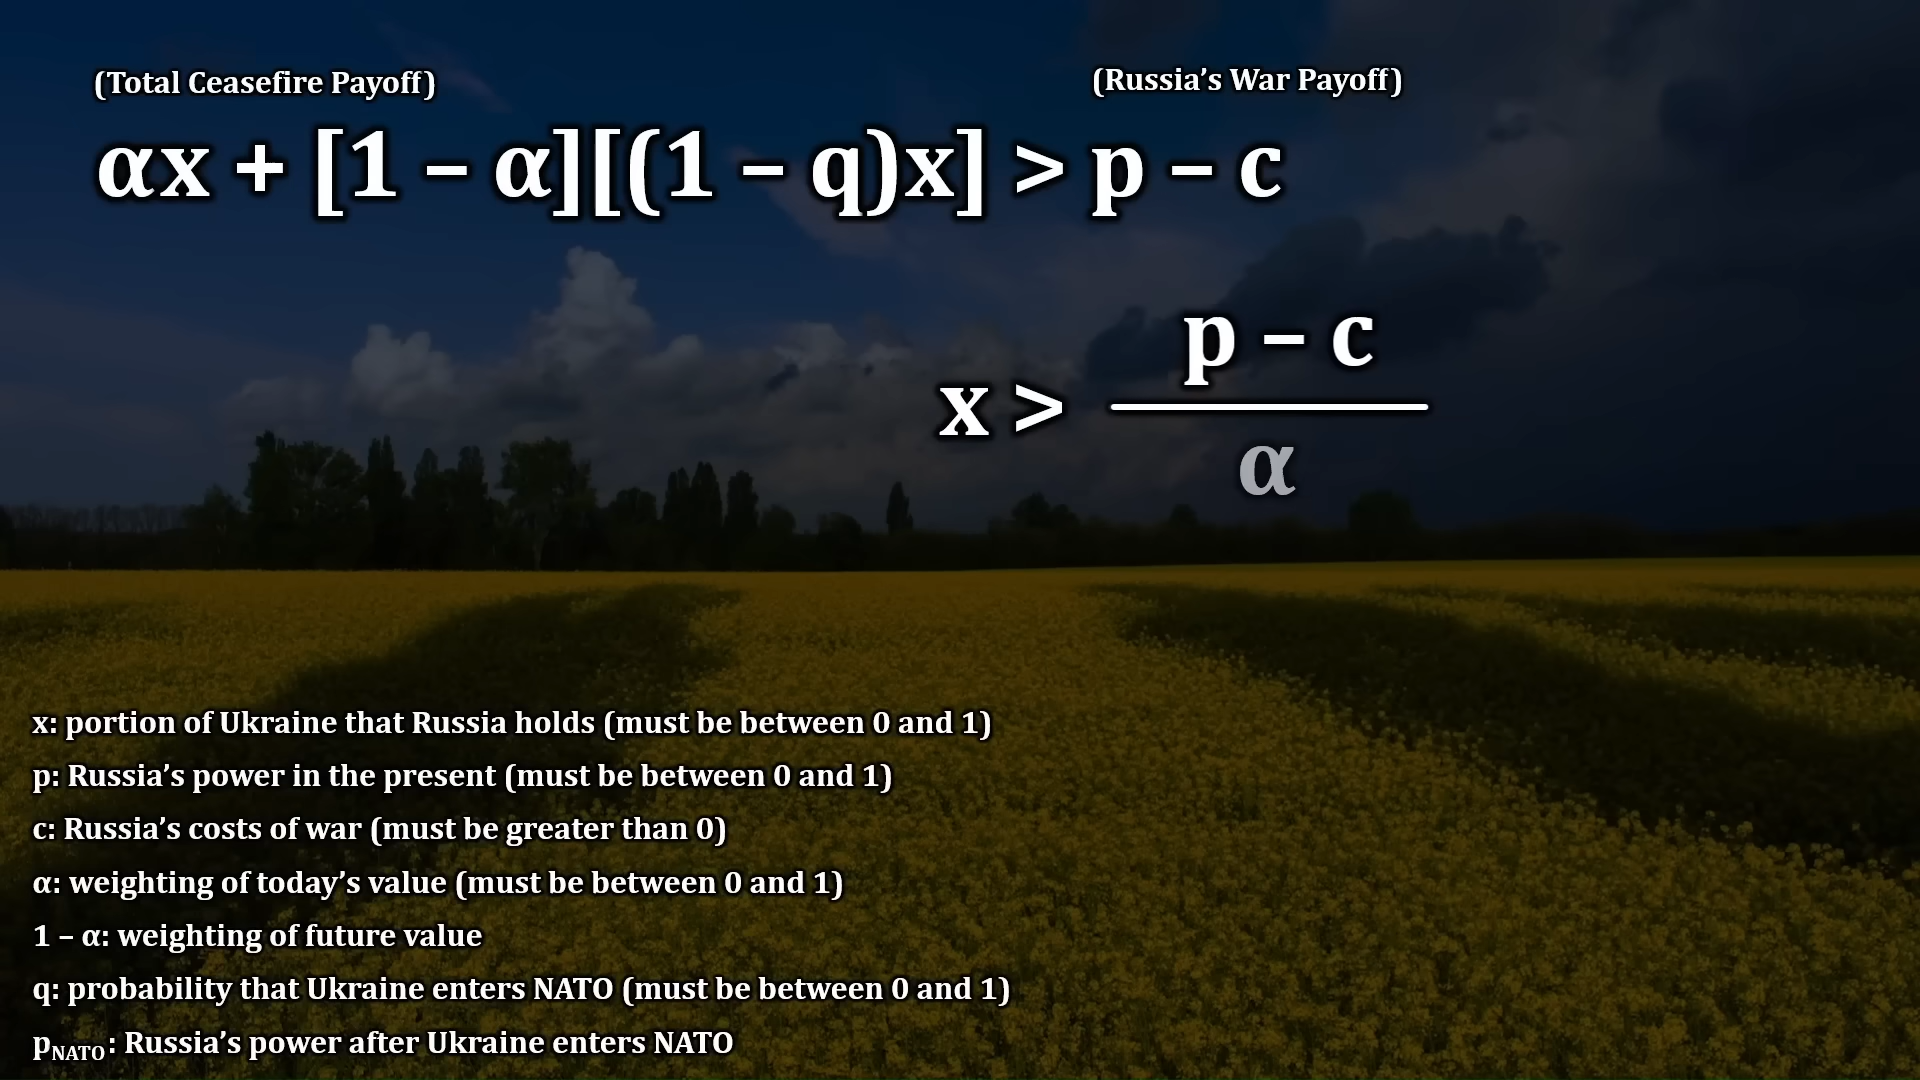 (Total Ceasefire Payoff) (Russia’s War Payoff)
αx + [1 – α][(1 – q)x] > p – c
p – c
x >
α
x: portion of Ukraine that Russia holds (must be between 0 and 1)
p: Russia’s power in the present (must be between 0 and 1)
c: Russia’s costs of war (must be greater than 0)
α: weighting of today’s value (must be between 0 and 1)
1 – α: weighting of future value
q: probability that Ukraine enters NATO (must be between 0 and 1)
pNATO: Russia’s power after Ukraine enters NATO